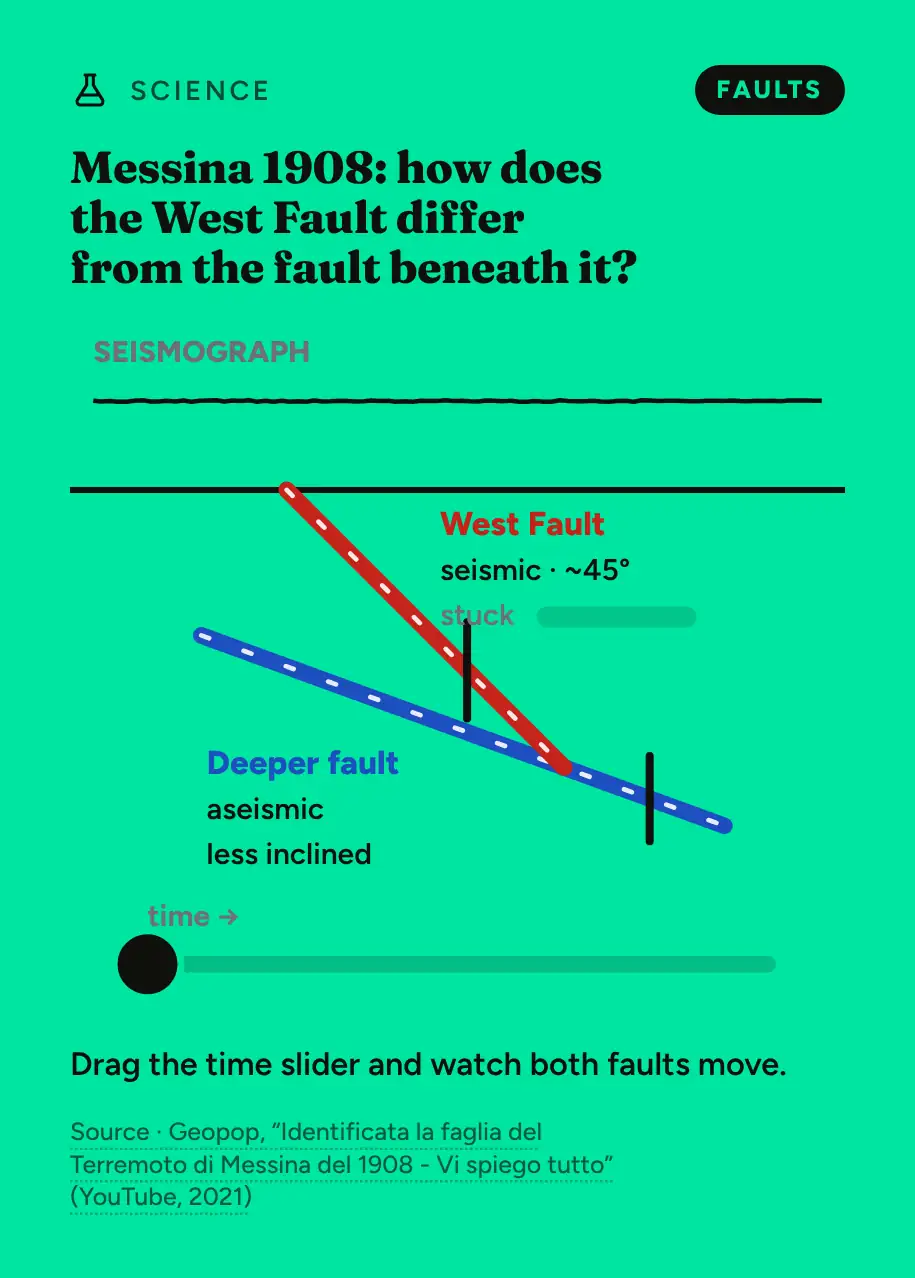 SCIENCE
FAULTS
Messina 1908: how does
the West Fault differ
from the fault beneath it?
SEISMOGRAPH
West Fault
seismic · ~45°
stuck
Deeper fault
aseismic
less inclined
time →
Drag the time slider and watch both faults move.
Source · Geopop, “Identificata la faglia del
Terremoto di Messina del 1908 - Vi spiego tutto”
(YouTube, 2021)